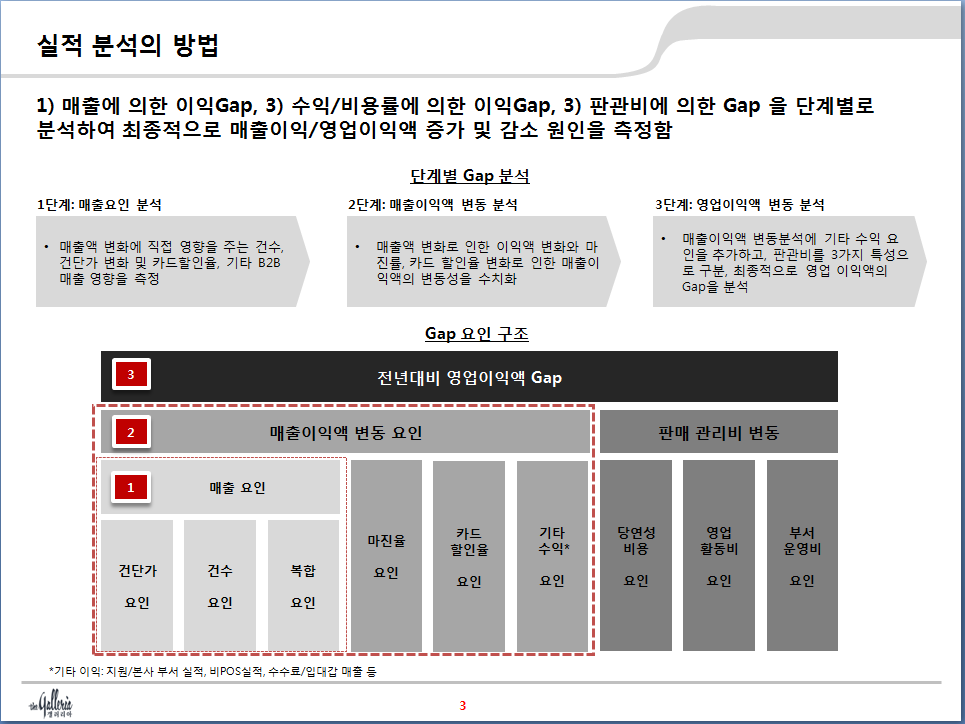 실적 분석의 방법
1) 매출에 의한 이익Gap, 3) 수익/비용률에 의한 이익Gap, 3) 판관비에 의한 Gap 을 단계별로
분석하여 최종적으로 매출이익/영업이익액 증가 및 감소 원인을 측정함
단계별 Gap 분석
1단계: 매출요인 분석
• 매출액 변화에 직접 영향을 주는 건수,
건단가 변화 및 카드할인율, 기타 B2B
매출 영향을 측정
2단계: 매출이익액 변동 분석
• 매출액 변화로 인한 이익액 변화와 마
진률, 카드 할인율 변화로 인한 매출이
익액의 변동성을 수치화
3단계: 영업이익액 변동 분석
• 매출이익액 변동분석에 기타 수익 요
인을 추가하고, 판관비를 3가지 특성으
로 구분, 최종적으로 영업 이익액의
Gap을 분석
Gap 요인 구조
3
전년대비 영업이익액 Gap
2
매출이익액 변동 요인
판매 관리비 변동
1
매출 요인
건단가
요인
건수
요인
복합
요인
마진율
요인
카드
할인율
요인
기타
수익*
요인
당연성
비용
요인
영업
활동비
요인
부서
운영비
요인
*기타 이익: 지원/본사 부서 실적, 비POS실적, 수수료/임대갑 매출 등
the Galleria
갤러리아
3